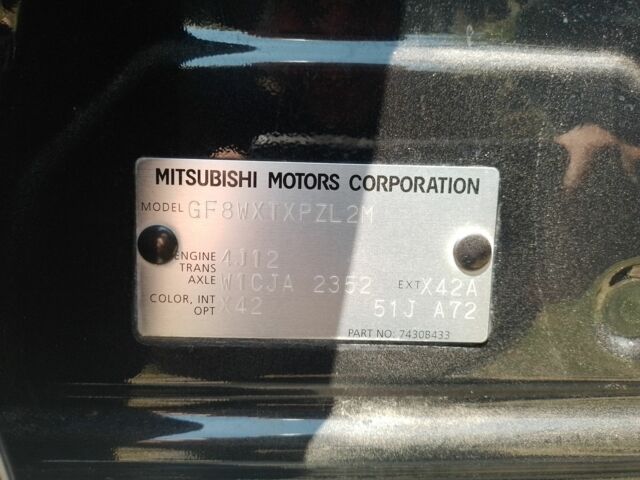 MITSUBISHI MOTORS CORPORATION
MODEL GF8WXTXPZL2M
ENGINE 4J12
TRANS
AXLE W1CJA 2352 EXT X42A
COLOR, INT X42 51J A72
OPT
PART NO: 74308433